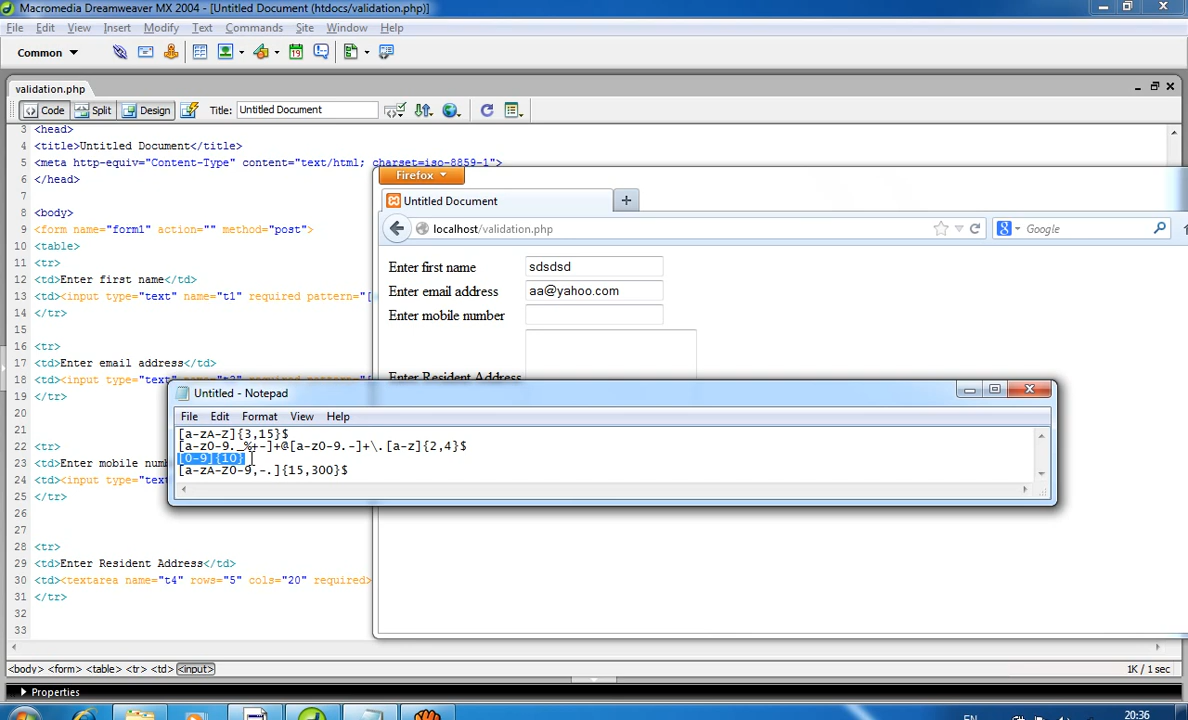 Macromedia Dreamweaver MX 2004 - [Untitled Document (htdocs/validation.php)]
File Edit View Insert Modify Text Commands Site Window Help
Common
validation.php
Code Split Design Title: Untitled Document
3 <head>
4 <title>Untitled Document</title>
5 <meta http-equiv="Content-Type" content="text/html; charset=iso-8859-1">
6 </head>
7
8 <body>
9 <form name="form1" action="" method="post">
10 <table>
11 <tr>
12 <td>Enter first name</td>
13 <td><input type="text" name="t1" required pattern="[
14 </tr>
15
16 <tr>
17 <td>Enter email address</td>
18 <td><input type="text"
19 </tr>
20
21
22 <tr>
23 <td>Enter mobile num
24 <td><input type="text
25 </tr>
26
27
28 <tr>
29 <td>Enter Resident Address</td>
30 <td><textarea name="t4" rows="5" cols="20" required>
31 </tr>
32
33
Firefox
Untitled Document
localhost/validation.php
Google
Enter first name sdsdsd
Enter email address aa@yahoo.com
Enter mobile number
Enter Resident Address
Untitled - Notepad
File Edit Format View Help
[a-zA-Z]{3,15}$
[a-z0-9._%+-]+@[a-z0-9.-]+\.[a-z]{2,4}$
[0-9]{10}
[a-zA-Z0-9,-.]{15,300}$
<body> <form> <table> <tr> <td> <input>
1K / 1 sec
Properties
EN
20:36